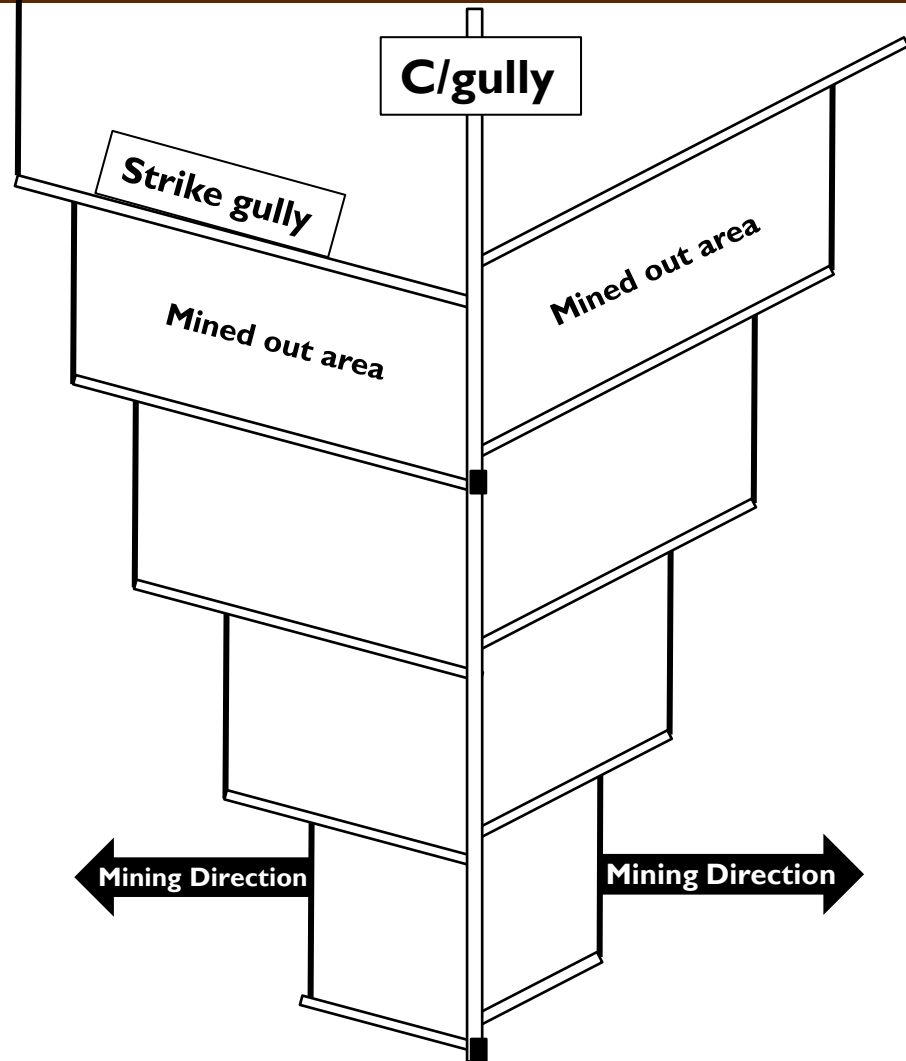 C/gully
Strike gully
Mined out area
Mined out area
Mining Direction
Mining Direction